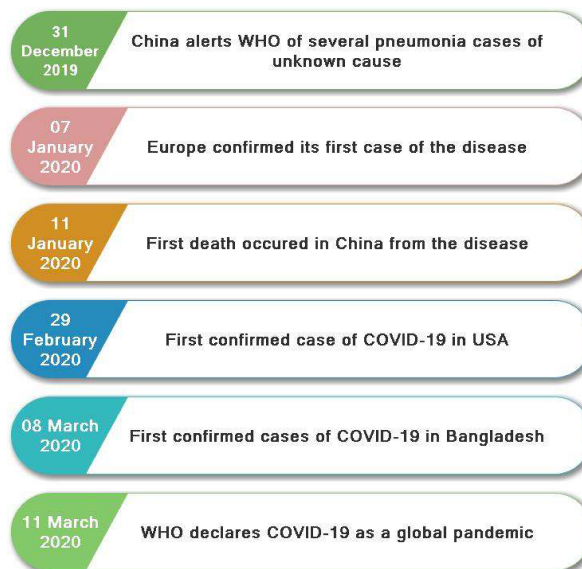 31
December
2019
China alerts WHO of several pneumonia cases of
unknown cause
07
January
2020
Europe confirmed its first case of the disease
11
January
2020
First death occured in China from the disease
29
February
2020
First confirmed case of COVID-19 in USA
08 March
2020
First confirmed cases of COVID-19 in Bangladesh
11 March
2020
WHO declares COVID-19 as a global pandemic